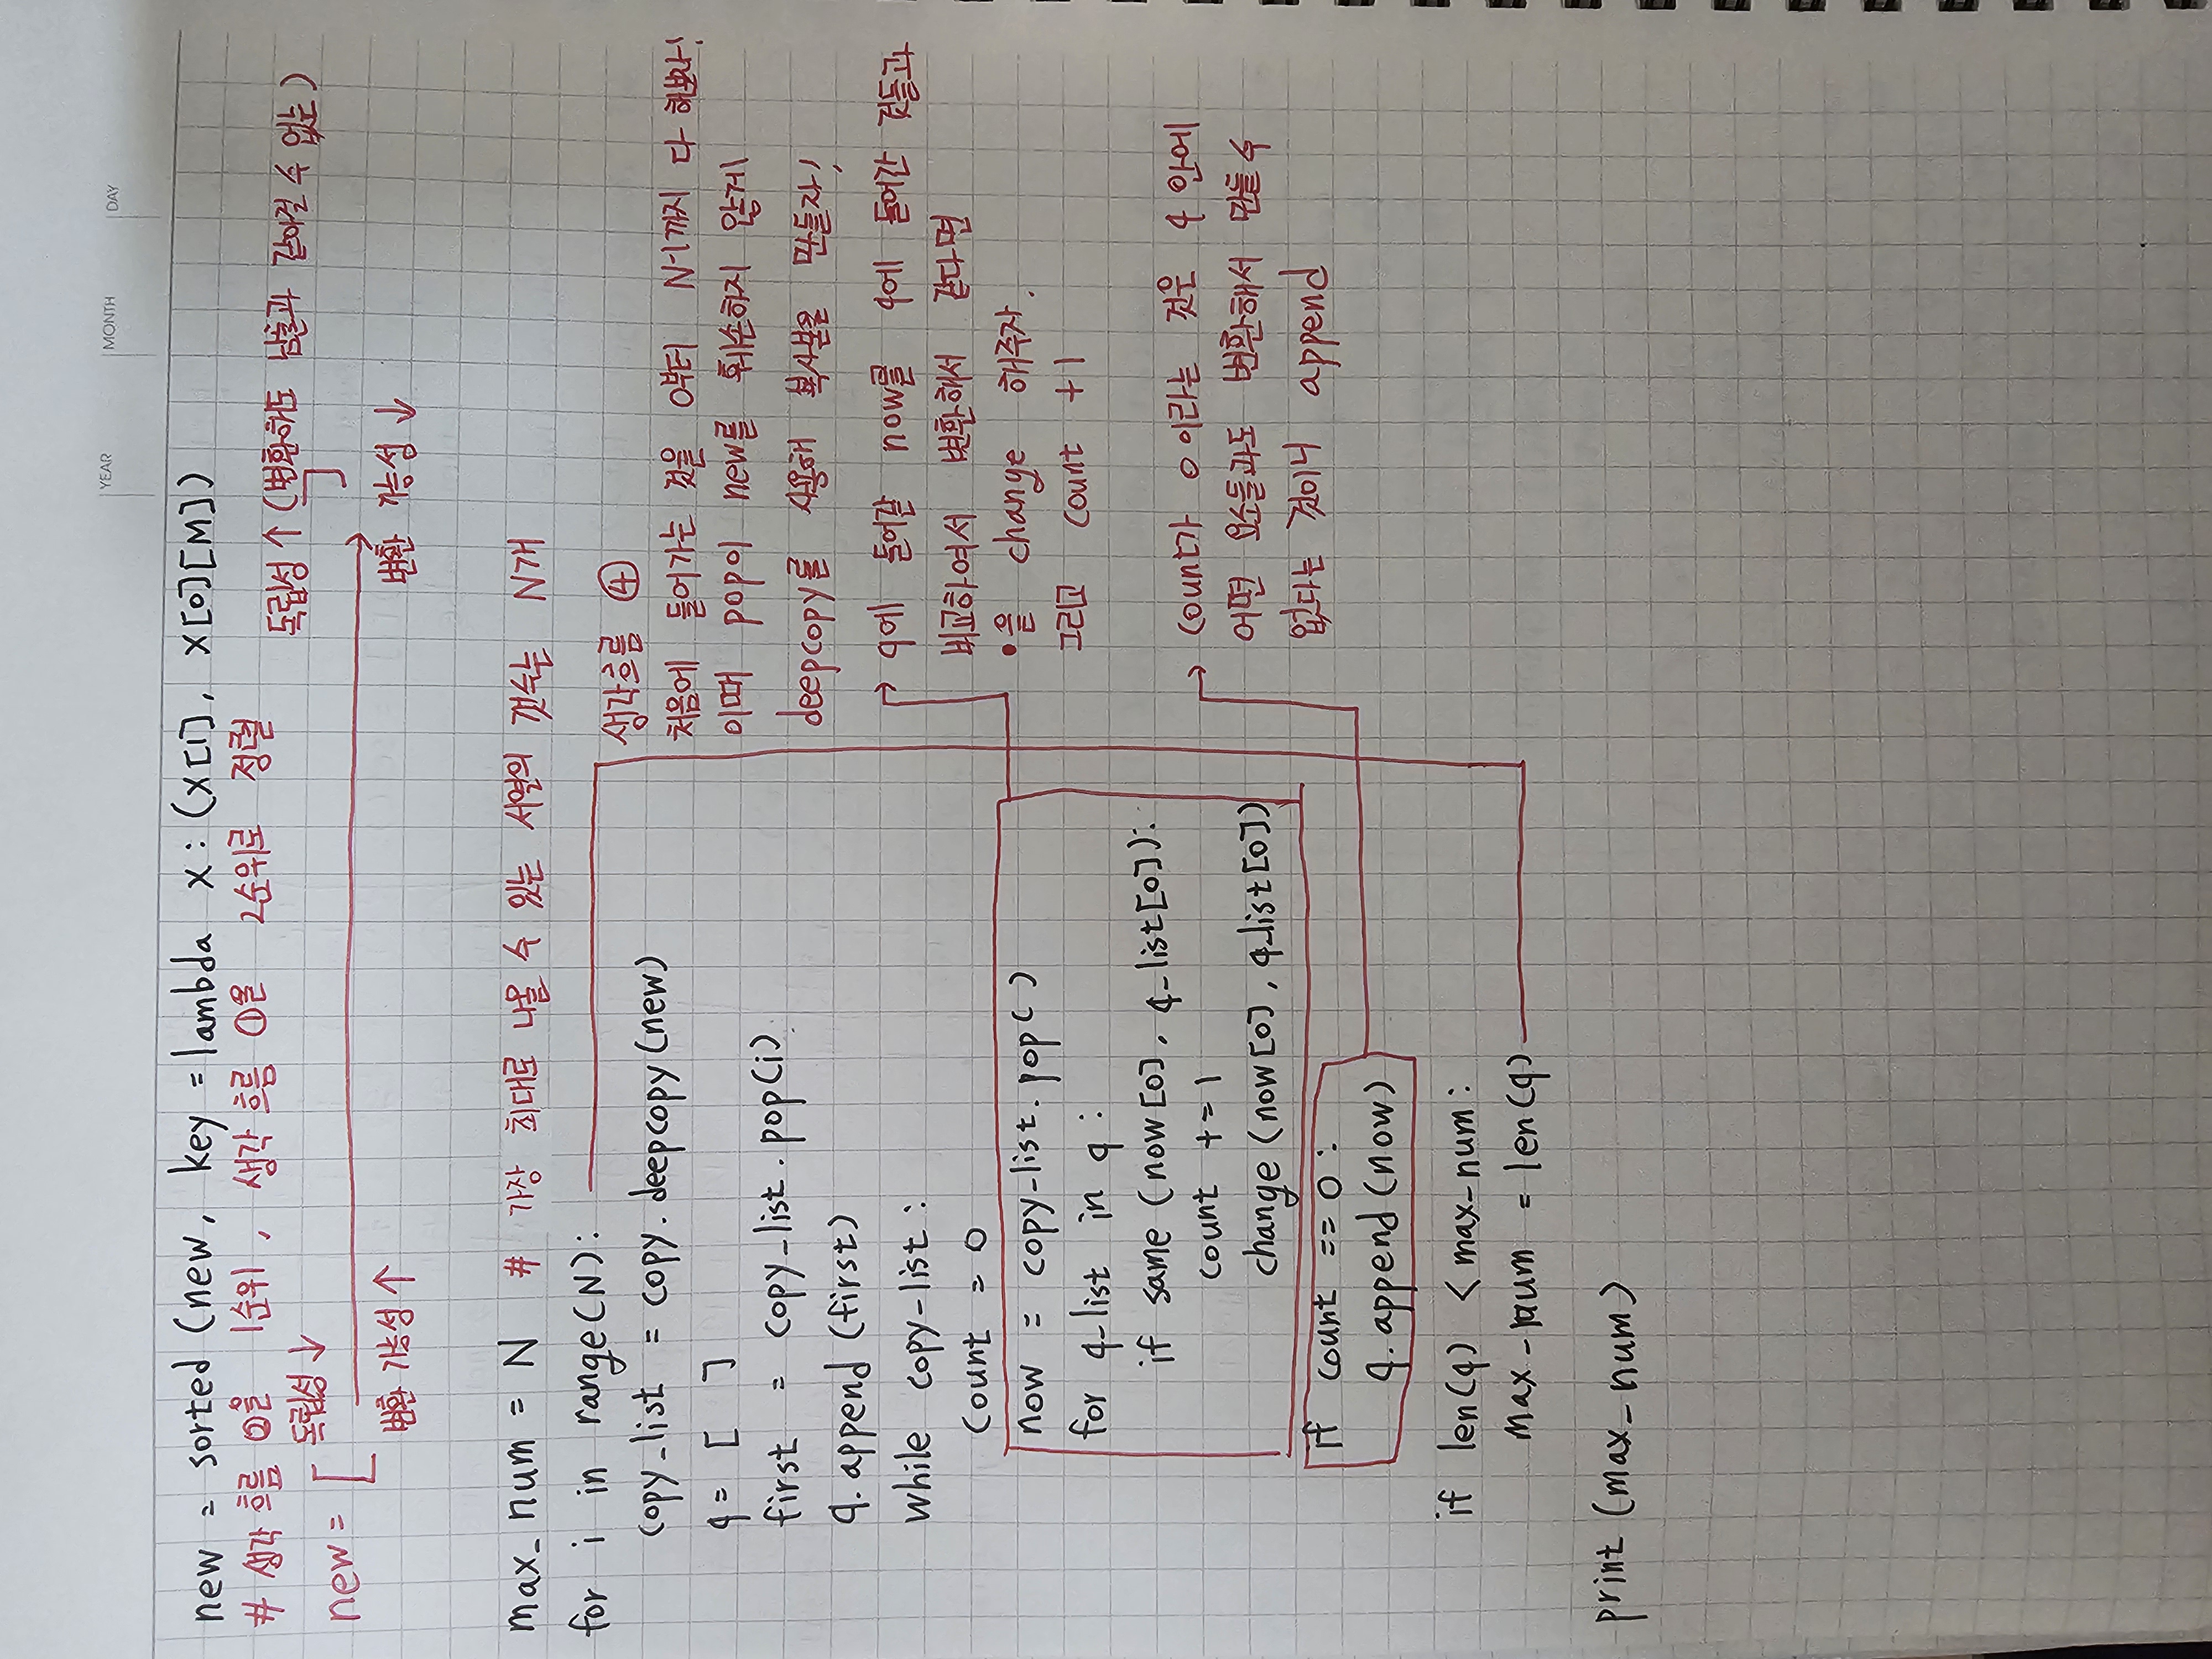 YEAR MONTH DAY
new = sorted (new, key = lambda x : (x[1], x[0][M])
# 생각 흐름 ②을 1순위, 생각 흐름 ①을 2순위로 정렬
독립성 ↓ 독립성 ↑ (변환해도 남들과 같아질 수 없는)
new = [ → ]
변환 가능성 ↑ 변환 가능성 ↓
max_num = N # 가장 최대로 나올 수 있는 서열의 갯수는 N개
for i in range(N):
copy_list = copy.deepcopy(new)
q = [ ]
first = copy_list.pop(i)
q.append(first)
while copy-list :
count = 0
now = copy-list.pop( )
for q-list in q :
if same (now[0], q_list[0]):
count += 1
change (now[0], q_list[0])
if count == 0 :
q.append(now)
if len(q) < max_num :
max_num = len(q)
print (max_num)
생각흐름 ④
처음에 들어가는 것을 0부터 N-1까지 다 해보자!
이때 pop이 new를 훼손하지 않게
deepcopy를 사용해 복사본을 만들자!
→ q에 들어갈 now를 q에 들어간 것들과
비교하여서 변환해서 같다면
•을 change 해주자.
그리고 count +1
→ count가 0이라는 것은 q 안에
어떤 요소들과도 변환해서 만들 수
없다는 것이니 append